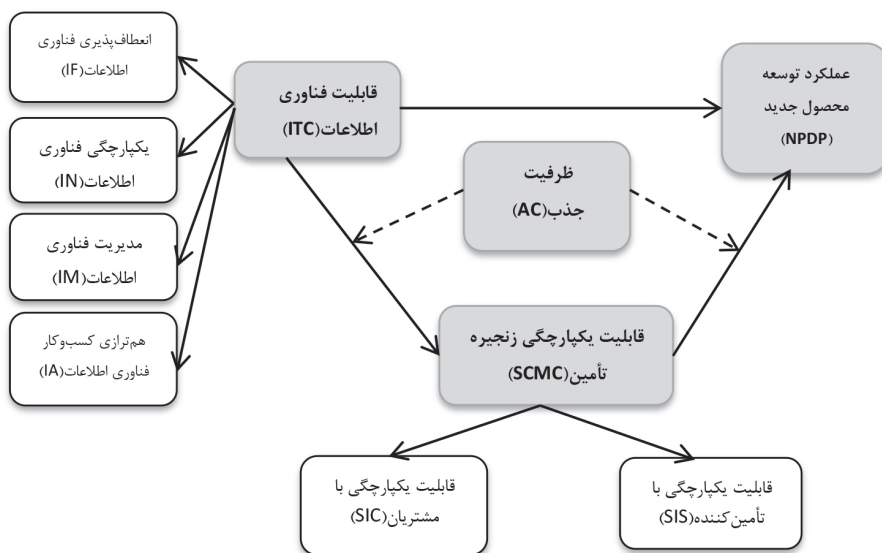 انعطاف‌پذیری فناوری
اطلاعات(IF)
قابلیت فناوری
اطلاعات(ITC)
عملکرد توسعه
محصول جدید
(NPDP)
یکپارچگی فناوری
اطلاعات(IN)
ظرفیت
جذب(AC)
مدیریت فناوری
اطلاعات(IM)
هم‌ترازی کسب‌وکار
فناوری اطلاعات(IA)
قابلیت یکپارچگی زنجیره
تأمین(SCMC)
قابلیت یکپارچگی با
مشتریان(SIC)
قابلیت یکپارچگی با
تأمین‌کننده(SIS)